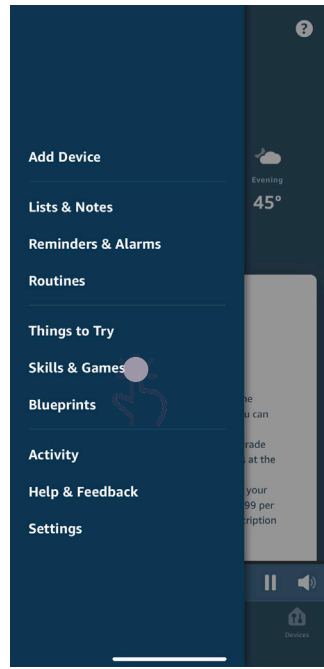 ?
Add Device
Evening
Lists & Notes
45°
Reminders & Alarms
Routines
Things to Try
Skills & Games
Blueprints
u can
rade
Activity
at the
Help & Feedback
your
99 per
Settings
cription
Devices